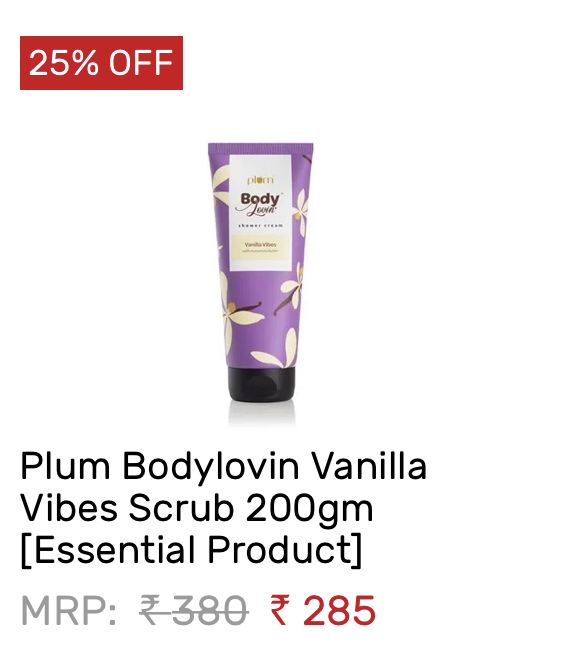 25% OFF
plum
Body
Lovin'
shower cream
Vanilla Vibes
Plum Bodylovin Vanilla
Vibes Scrub 200gm
[Essential Product]
MRP: ₹ 380 ₹ 285